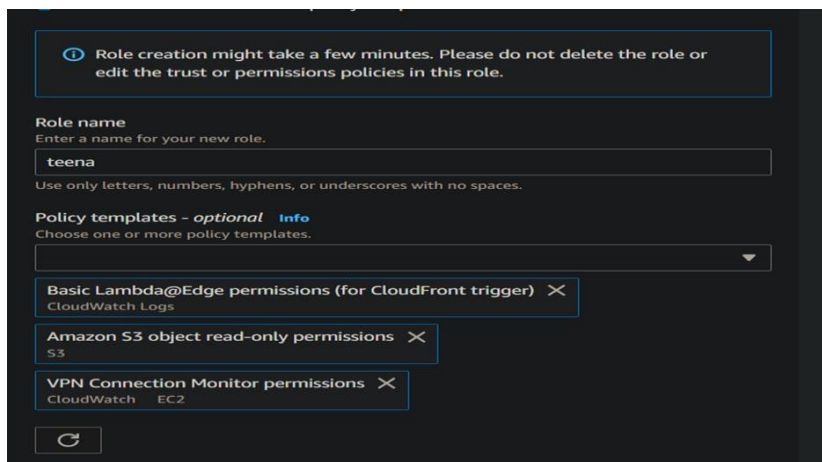 Role creation might take a few minutes. Please do not delete the role or
edit the trust or permissions policies in this role.
Role name
Enter a name for your new role.
teena
Use only letters, numbers, hyphens, or underscores with no spaces.
Policy templates - optional Info
Choose one or more policy templates.
Basic Lambda@Edge permissions (for CloudFront trigger)
CloudWatch Logs
Amazon S3 object read-only permissions
S3
VPN Connection Monitor permissions
CloudWatch EC2